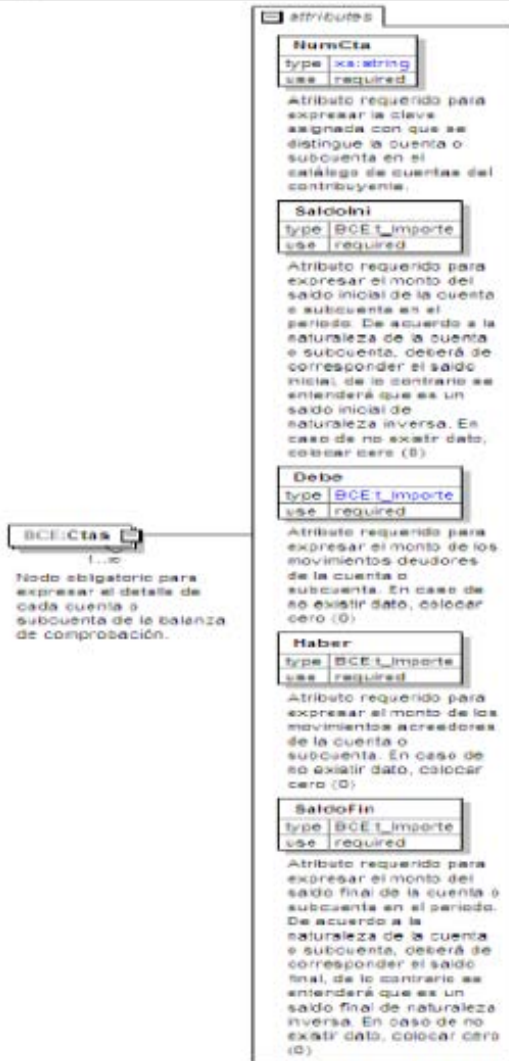 attributes
NumCta
type xs:string
use required
Atributo requerido para
expresar la clave
asignada con que se
distingue la cuenta o
subcuenta en el
catálogo de cuentas del
contribuyente.
SaldoIni
type BCE:t_Importe
use required
Atributo requerido para
expresar el monto del
saldo inicial de la cuenta
o subcuenta en el
periodo. De acuerdo a la
naturaleza de la cuenta
o subcuenta, deberá de
corresponder el saldo
inicial, de lo contrario se
entenderá que es un
saldo inicial de
naturaleza inversa. En
caso de no existir dato,
colocar cero (0)
Debe
type BCE:t_Importe
use required
Atributo requerido para
expresar el monto de los
movimientos deudores
de la cuenta o
subcuenta. En caso de
no existir dato, colocar
cero (0)
BCE:Ctas
1..∞
Nodo obligatorio para
expresar el detalle de
cada cuenta o
subcuenta de la balanza
de comprobación.
Haber
type BCE:t_Importe
use required
Atributo requerido para
expresar el monto de los
movimientos acreedores
de la cuenta o
subcuenta. En caso de
no existir dato, colocar
cero (0)
SaldoFin
type BCE:t_Importe
use required
Atributo requerido para
expresar el monto del
saldo final de la cuenta o
subcuenta en el periodo.
De acuerdo a la
naturaleza de la cuenta
o subcuenta, deberá de
corresponder el saldo
final, de lo contrario se
entenderá que es un
saldo final de naturaleza
inversa. En caso de no
existir dato, colocar cero
(0)